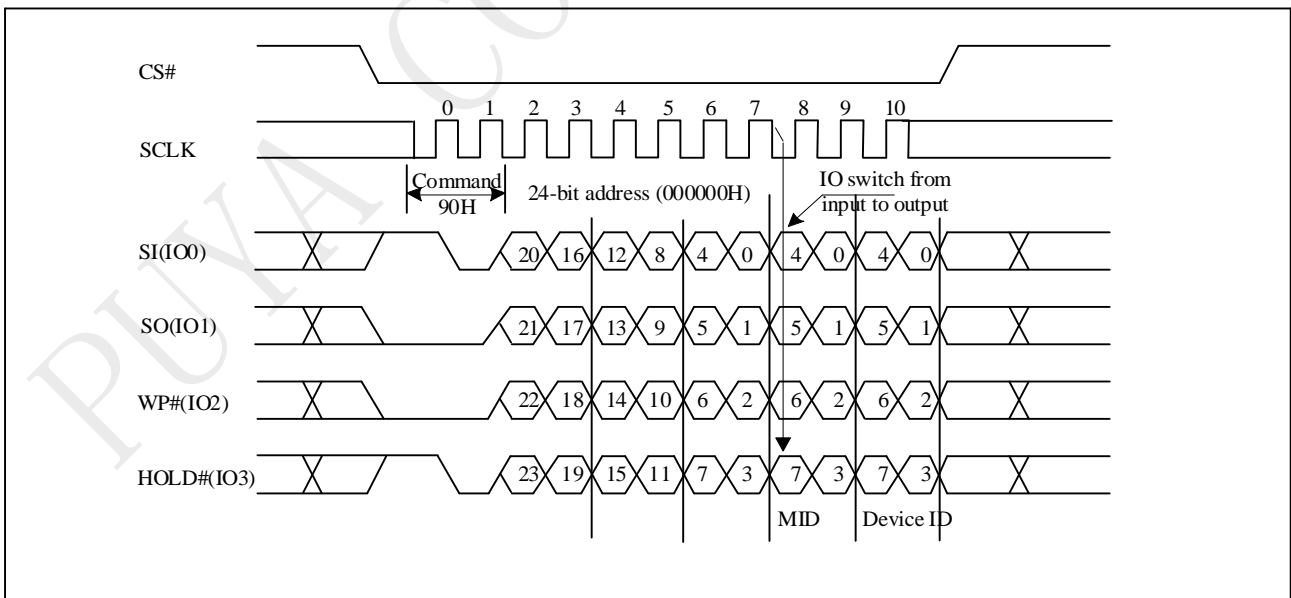 PUYA CO
CS#
0 1 2 3 4 5 6 7 8 9 10
SCLK
Command
90H
24-bit address (000000H)
IO switch from
input to output
SI(IO0)
20 16 12 8 4 0 4 0 4 0
SO(IO1)
21 17 13 9 5 1 5 1 5 1
WP#(IO2)
22 18 14 10 6 2 6 2 6 2
HOLD#(IO3)
23 19 15 11 7 3 7 3 7 3
MID Device ID